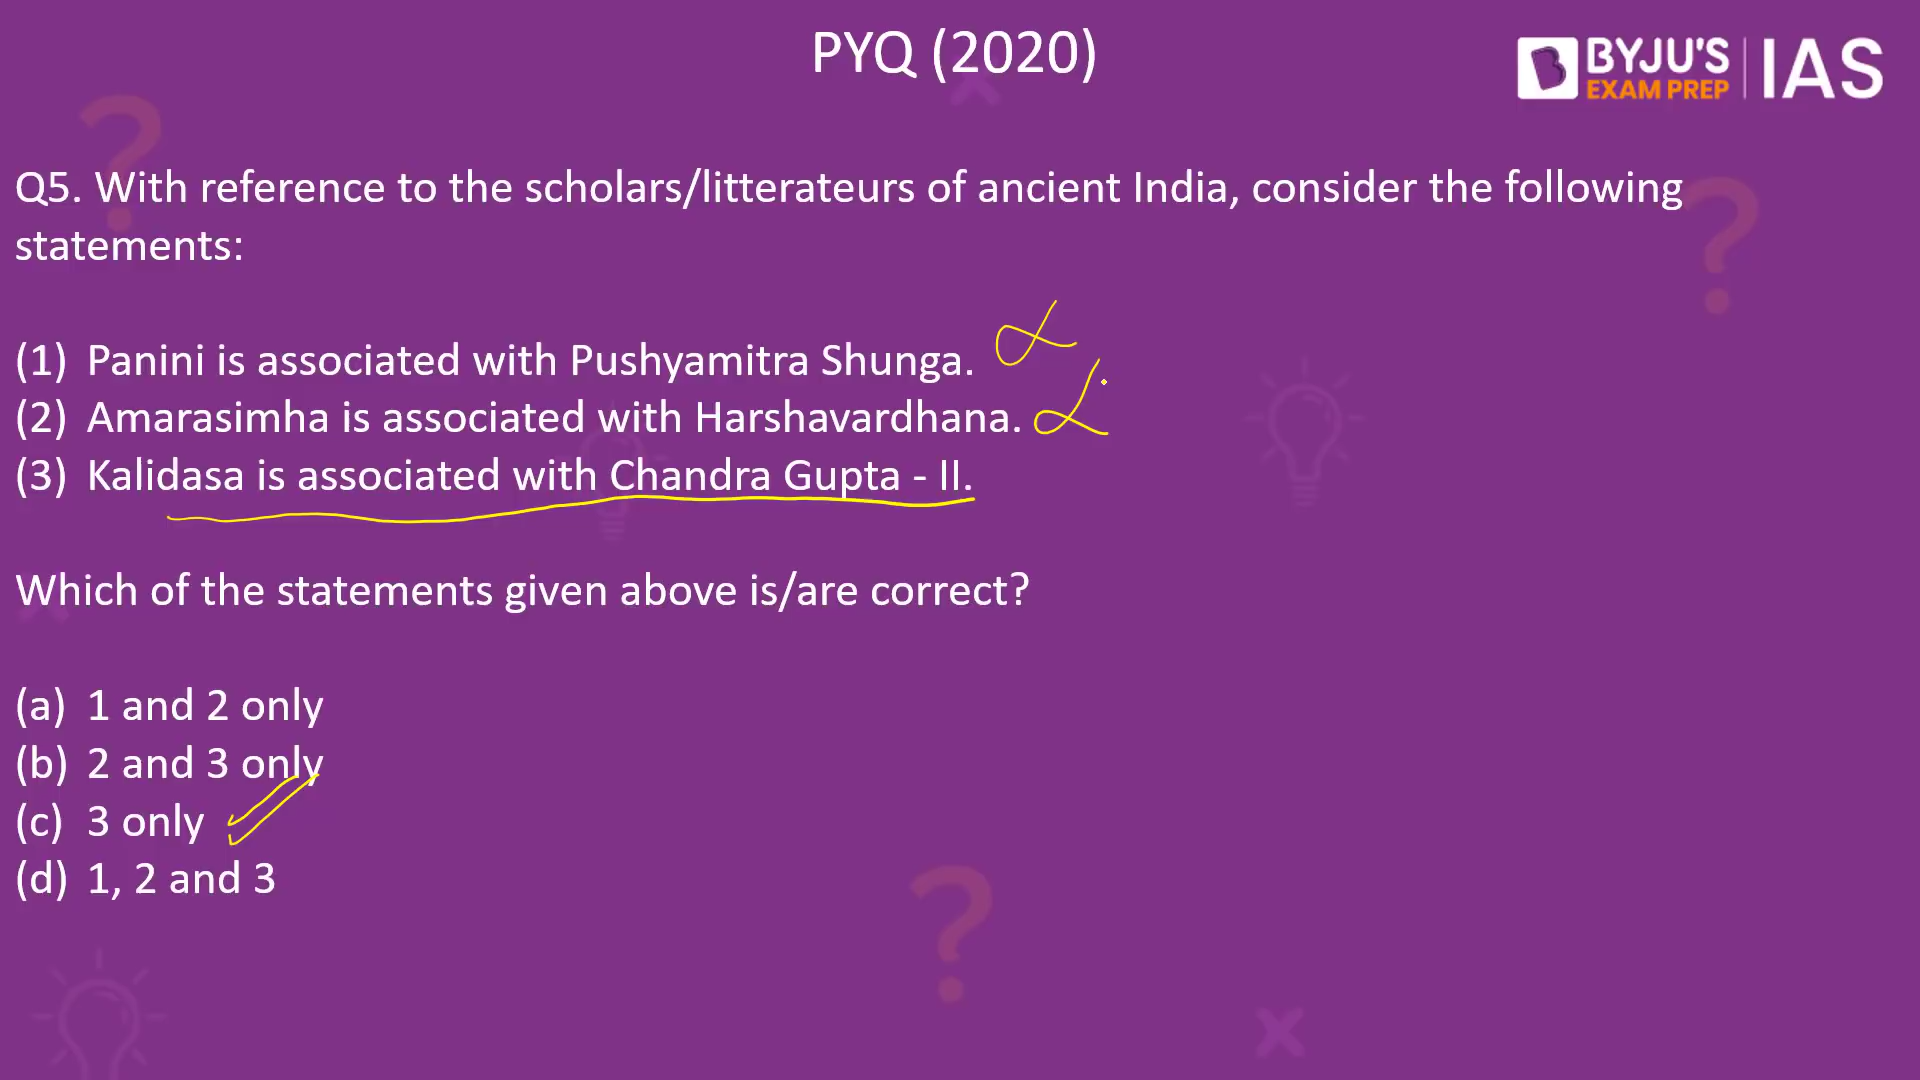 PYQ (2020)
BYJU'S
EXAM PREP
IAS
Q5. With reference to the scholars/litterateurs of ancient India, consider the following
statements:
(1) Panini is associated with Pushyamitra Shunga.
(2) Amarasimha is associated with Harshavardhana.
(3) Kalidasa is associated with Chandra Gupta - II.
Which of the statements given above is/are correct?
(a) 1 and 2 only
(b) 2 and 3 only
(c) 3 only
(d) 1, 2 and 3